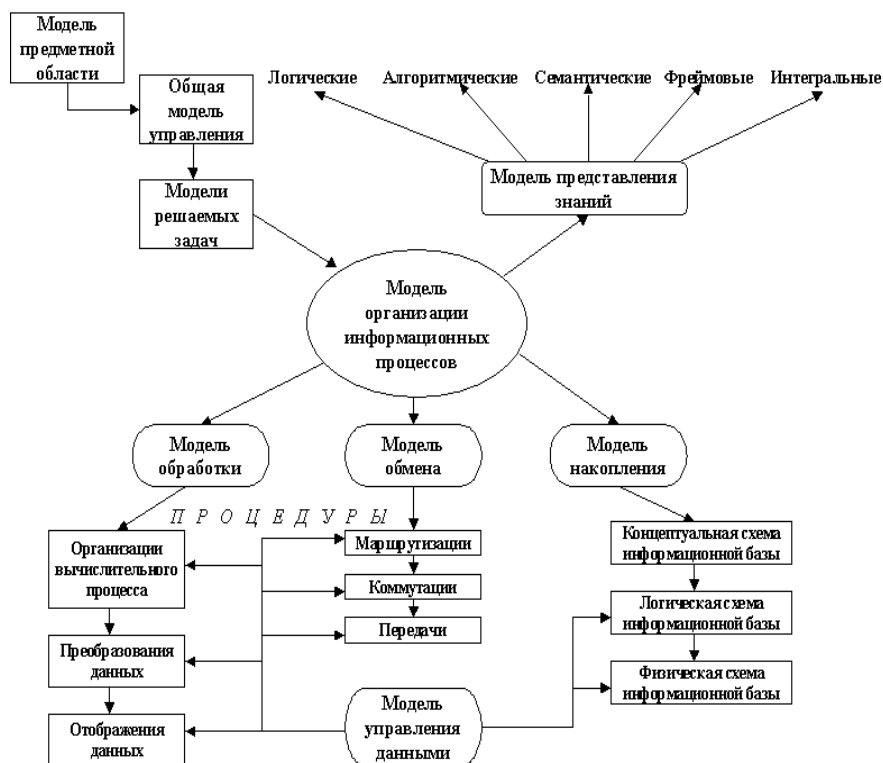 Модель
предметной
области
Общая
модель
управления
Модели
решаемых
задач
Логические Алгоритмические Семантические Фреймовые Интегральные
Модель представления
знаний
Модель
организации
информационных
процессов
Модель
обработки
Модель
обмена
Модель
накопления
ПРОЦЕДУРЫ
Организации
вычислительного
процесса
Преобразования
данных
Отображения
данных
Маршрутизации
Коммутации
Передачи
Модель
управления
данными
Концептуальная схема
информационной базы
Логическая схема
информационной базы
Физическая схема
информационной базы